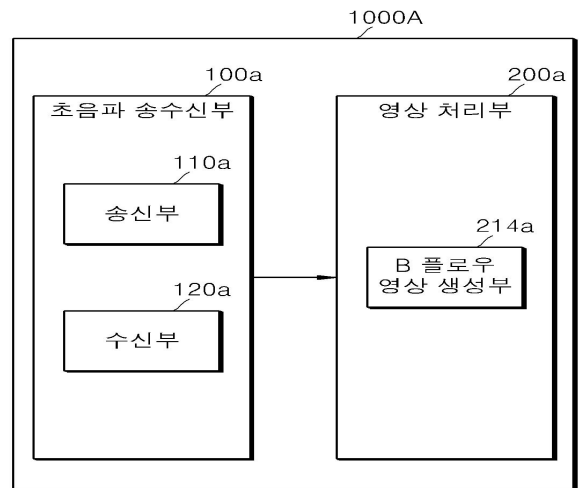 1000A
100a
초음파 송수신부
110a
송신부
120a
수신부
200a
영상 처리부
214a
B 플로우
영상 생성부